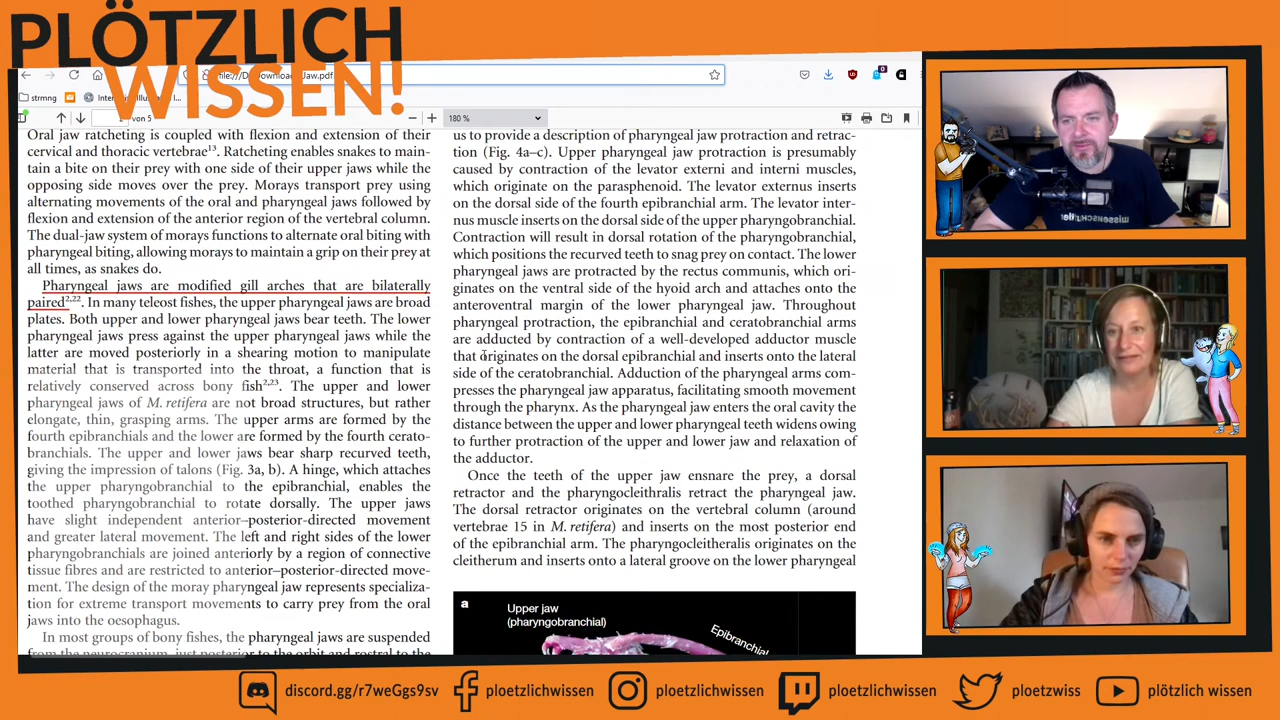 PLÖTZLICH
WISSEN!
file:///D:/Downloads/Jaw.pdf
strmng
of 5
180 %
0
Oral jaw ratcheting is coupled with flexion and extension of their
cervical and thoracic vertebrae13. Ratcheting enables snakes to main-
tain a bite on their prey with one side of their upper jaws while the
opposing side moves over the prey. Morays transport prey using
alternating movements of the oral and pharyngeal jaws followed by
flexion and extension of the anterior region of the vertebral column.
The dual-jaw system of morays functions to alternate oral biting with
pharyngeal biting, allowing morays to maintain a grip on their prey at
all times, as snakes do.
Pharyngeal jaws are modified gill arches that are bilaterally
paired2,22. In many teleost fishes, the upper pharyngeal jaws are broad
plates. Both upper and lower pharyngeal jaws bear teeth. The lower
pharyngeal jaws press against the upper pharyngeal jaws while the
latter are moved posteriorly in a shearing motion to manipulate
material that is transported into the throat, a function that is
relatively conserved across bony fish2,23. The upper and lower
pharyngeal jaws of M. retifera are not broad structures, but rather
elongate, thin, grasping arms. The upper arms are formed by the
fourth epibranchials and the lower are formed by the fourth cerato-
branchials. The upper and lower jaws bear sharp recurved teeth,
giving the impression of talons (Fig. 3a, b). A hinge, which attaches
the upper pharyngobranchial to the epibranchial, enables the
toothed pharyngobranchial to rotate dorsally. The upper jaws
have slight independent anterior–posterior-directed movement
and greater lateral movement. The left and right sides of the lower
pharyngobranchials are joined anteriorly by a region of connective
tissue fibres and are restricted to anterior–posterior-directed move-
ment. The design of the moray pharyngeal jaw represents specializa-
tion for extreme transport movements to carry prey from the oral
jaws into the oesophagus.
In most groups of bony fishes, the pharyngeal jaws are suspended
from the neurocranium, just posterior to the orbit and rostral to the
us to provide a description of pharyngeal jaw protraction and retrac-
tion (Fig. 4a–c). Upper pharyngeal jaw protraction is presumably
caused by contraction of the levator externi and interni muscles,
which originate on the parasphenoid. The levator externus inserts
on the dorsal side of the fourth epibranchial arm. The levator inter-
nus muscle inserts on the dorsal side of the upper pharyngobranchial.
Contraction will result in dorsal rotation of the pharyngobranchial,
which positions the recurved teeth to snag prey on contact. The lower
pharyngeal jaws are protracted by the rectus communis, which ori-
ginates on the ventral side of the hyoid arch and attaches onto the
anteroventral margin of the lower pharyngeal jaw. Throughout
pharyngeal protraction, the epibranchial and ceratobranchial arms
are adducted by contraction of a well-developed adductor muscle
that originates on the dorsal epibranchial and inserts onto the lateral
side of the ceratobranchial. Adduction of the pharyngeal arms com-
presses the pharyngeal jaw apparatus, facilitating smooth movement
through the pharynx. As the pharyngeal jaw enters the oral cavity the
distance between the upper and lower pharyngeal teeth widens owing
to further protraction of the upper and lower jaw and relaxation of
the adductor.
Once the teeth of the upper jaw ensnare the prey, a dorsal
retractor and the pharyngocleithralis retract the pharyngeal jaw.
The dorsal retractor originates on the vertebral column (around
vertebrae 15 in M. retifera) and inserts on the most posterior end
of the epibranchial arm. The pharyngocleitheralis originates on the
cleitherum and inserts onto a lateral groove on the lower pharyngeal
a
Upper jaw
(pharyngobranchial)
Epibranchial
wissenschüttler
discord.gg/r7weGgs9sv
ploetzlichwissen
ploetzlichwissen
ploetzlichwissen
ploetzwiss
plötzlich wissen